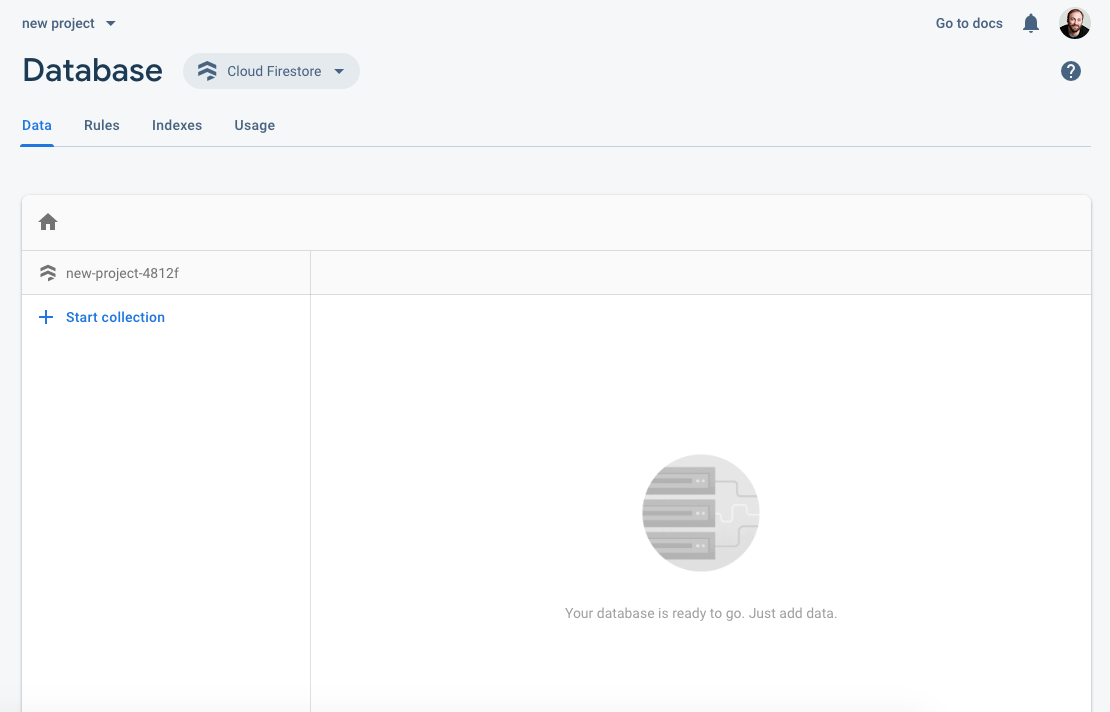 new project
Go to docs
Database
Cloud Firestore
Data
Rules
Indexes
Usage
new-project-4812f
Start collection
Your database is ready to go. Just add data.